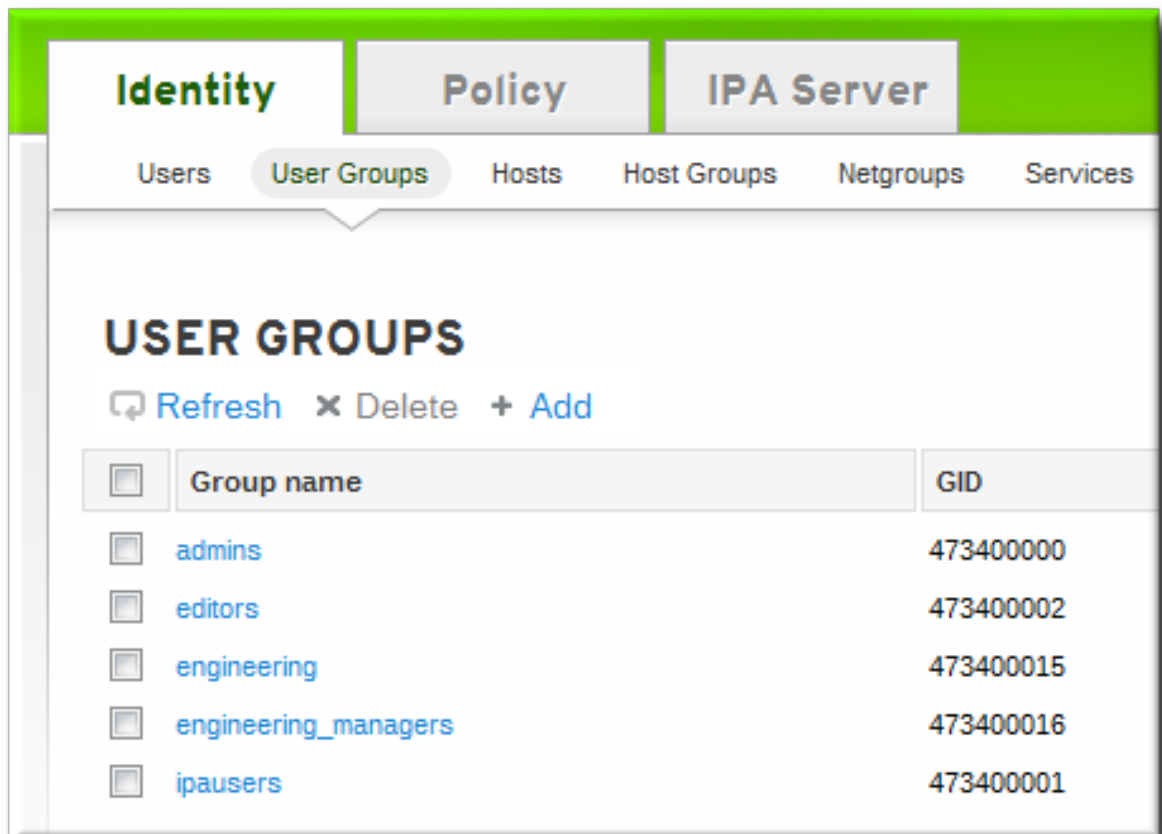 Identity Policy IPA Server
Users User Groups Hosts Host Groups Netgroups Services
USER GROUPS
Refresh Delete Add
Group name GID
admins 473400000
editors 473400002
engineering 473400015
engineering_managers 473400016
ipausers 473400001